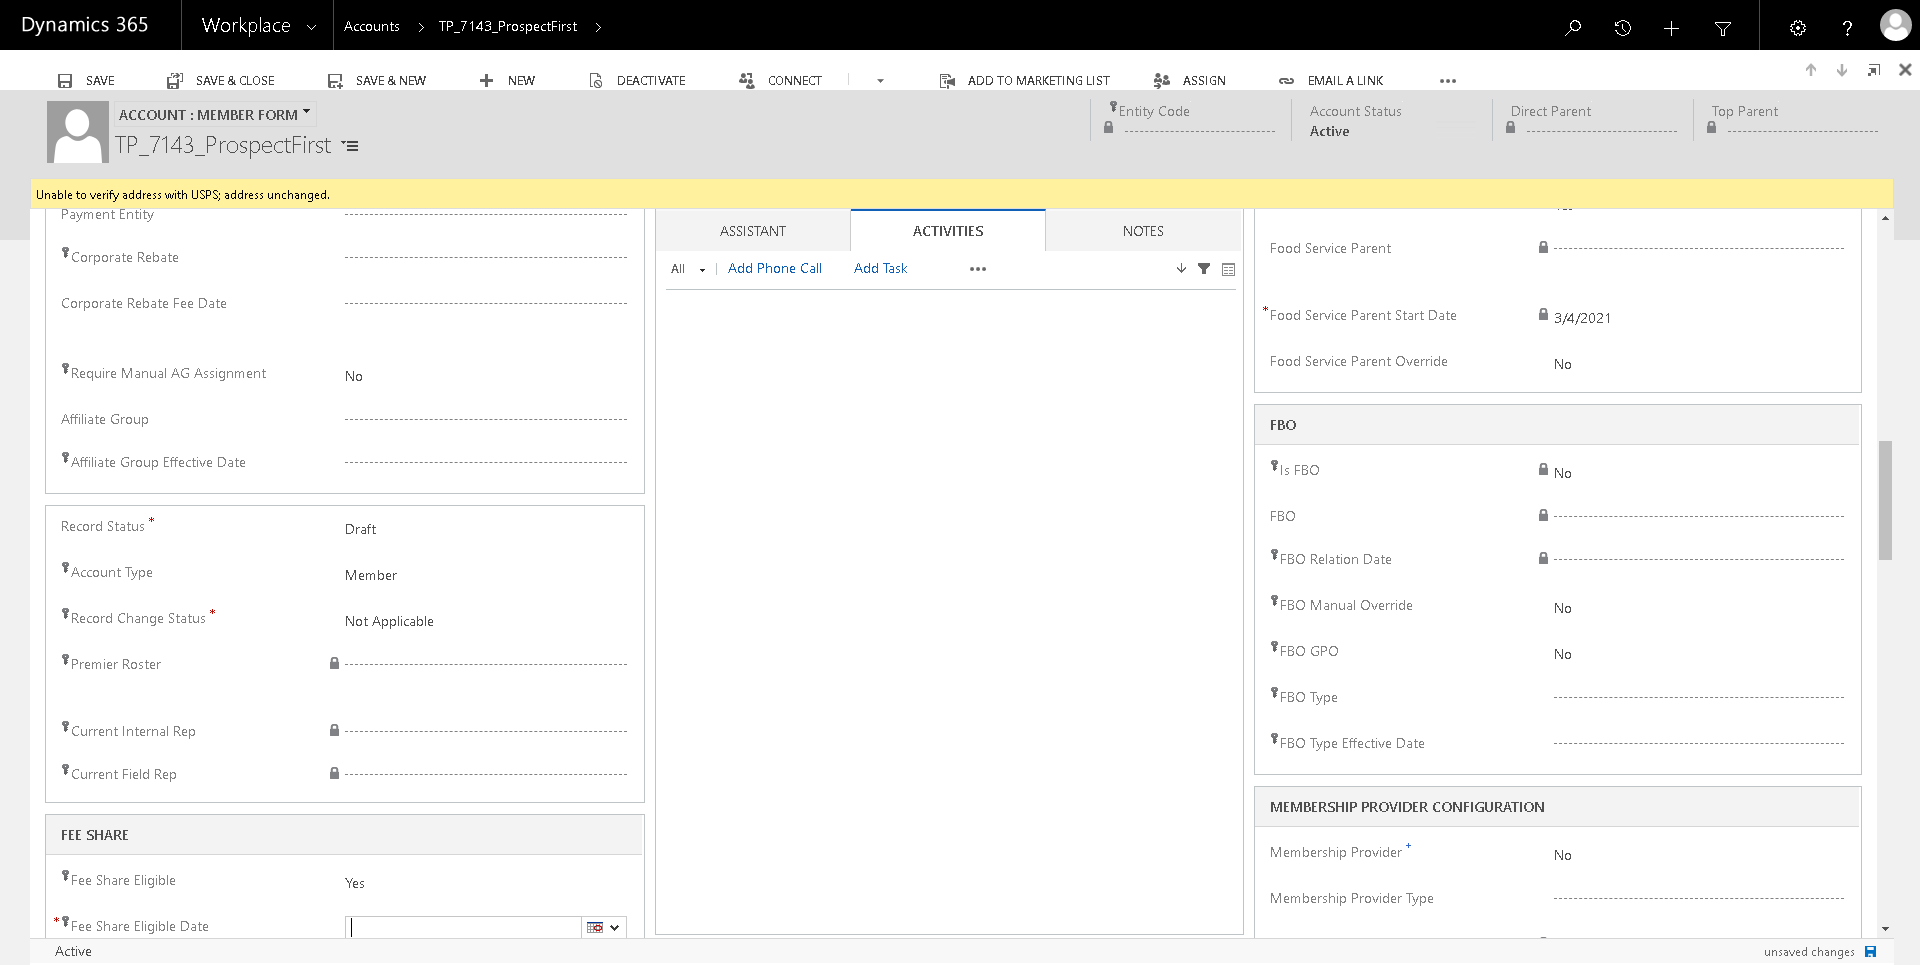 Dynamics 365
Workplace
Accounts > TP_7143_ProspectFirst >
SAVE
SAVE & CLOSE
SAVE & NEW
NEW
DEACTIVATE
CONNECT
ADD TO MARKETING LIST
ASSIGN
EMAIL A LINK
ACCOUNT : MEMBER FORM
TP_7143_ProspectFirst
Entity Code
Account Status
Active
Direct Parent
Top Parent
Unable to verify address with USPS; address unchanged.
Payment Entity
Corporate Rebate
Corporate Rebate Fee Date
Require Manual AG Assignment No
Affiliate Group
Affiliate Group Effective Date
Record Status * Draft
Account Type Member
Record Change Status * Not Applicable
Premier Roster
Current Internal Rep
Current Field Rep
FEE SHARE
Fee Share Eligible Yes
* Fee Share Eligible Date
ASSISTANT
ACTIVITIES
NOTES
All
Add Phone Call
Add Task
Food Service Parent
* Food Service Parent Start Date 3/4/2021
Food Service Parent Override No
FBO
Is FBO No
FBO
FBO Relation Date
FBO Manual Override No
FBO GPO No
FBO Type
FBO Type Effective Date
MEMBERSHIP PROVIDER CONFIGURATION
Membership Provider + No
Membership Provider Type
Active
unsaved changes